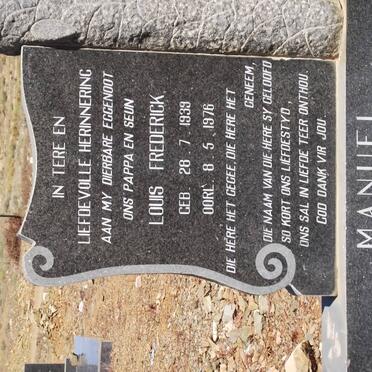 IN TERE EN
LIEFDEVOLLE HERINNERING
AAN MY DIERBARE EGGENOOT
ONS PAPPA EN SEUN
LOUIS FREDERICK
GEB 28 7 1939
OORL. 8 5 1976
DIE HERE HET GEGEE DIE HERE HET
GENEEM,
DIE NAAM VAN DIE HERE SY GELOOFD
SO KORT ONS LIEFDESTYD,
ONS SAL IN LIEFDE TEER ONTHOU.
GOD DANK VIR JOU
MANUEL